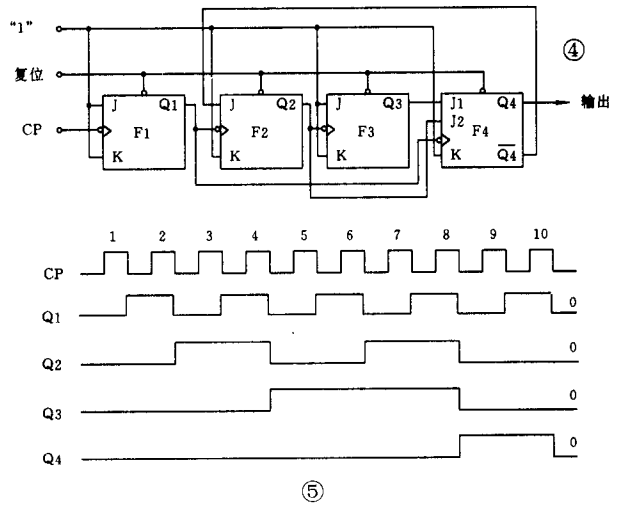 "1"
④
复位
J Q1 J Q2 J Q3 J1 Q4 输出
CP F1 F2 F3 J2 F4
K K K K Q4
1 2 3 4 5 6 7 8 9 10
CP
Q1 0
Q2 0
Q3 0
Q4 0
⑤